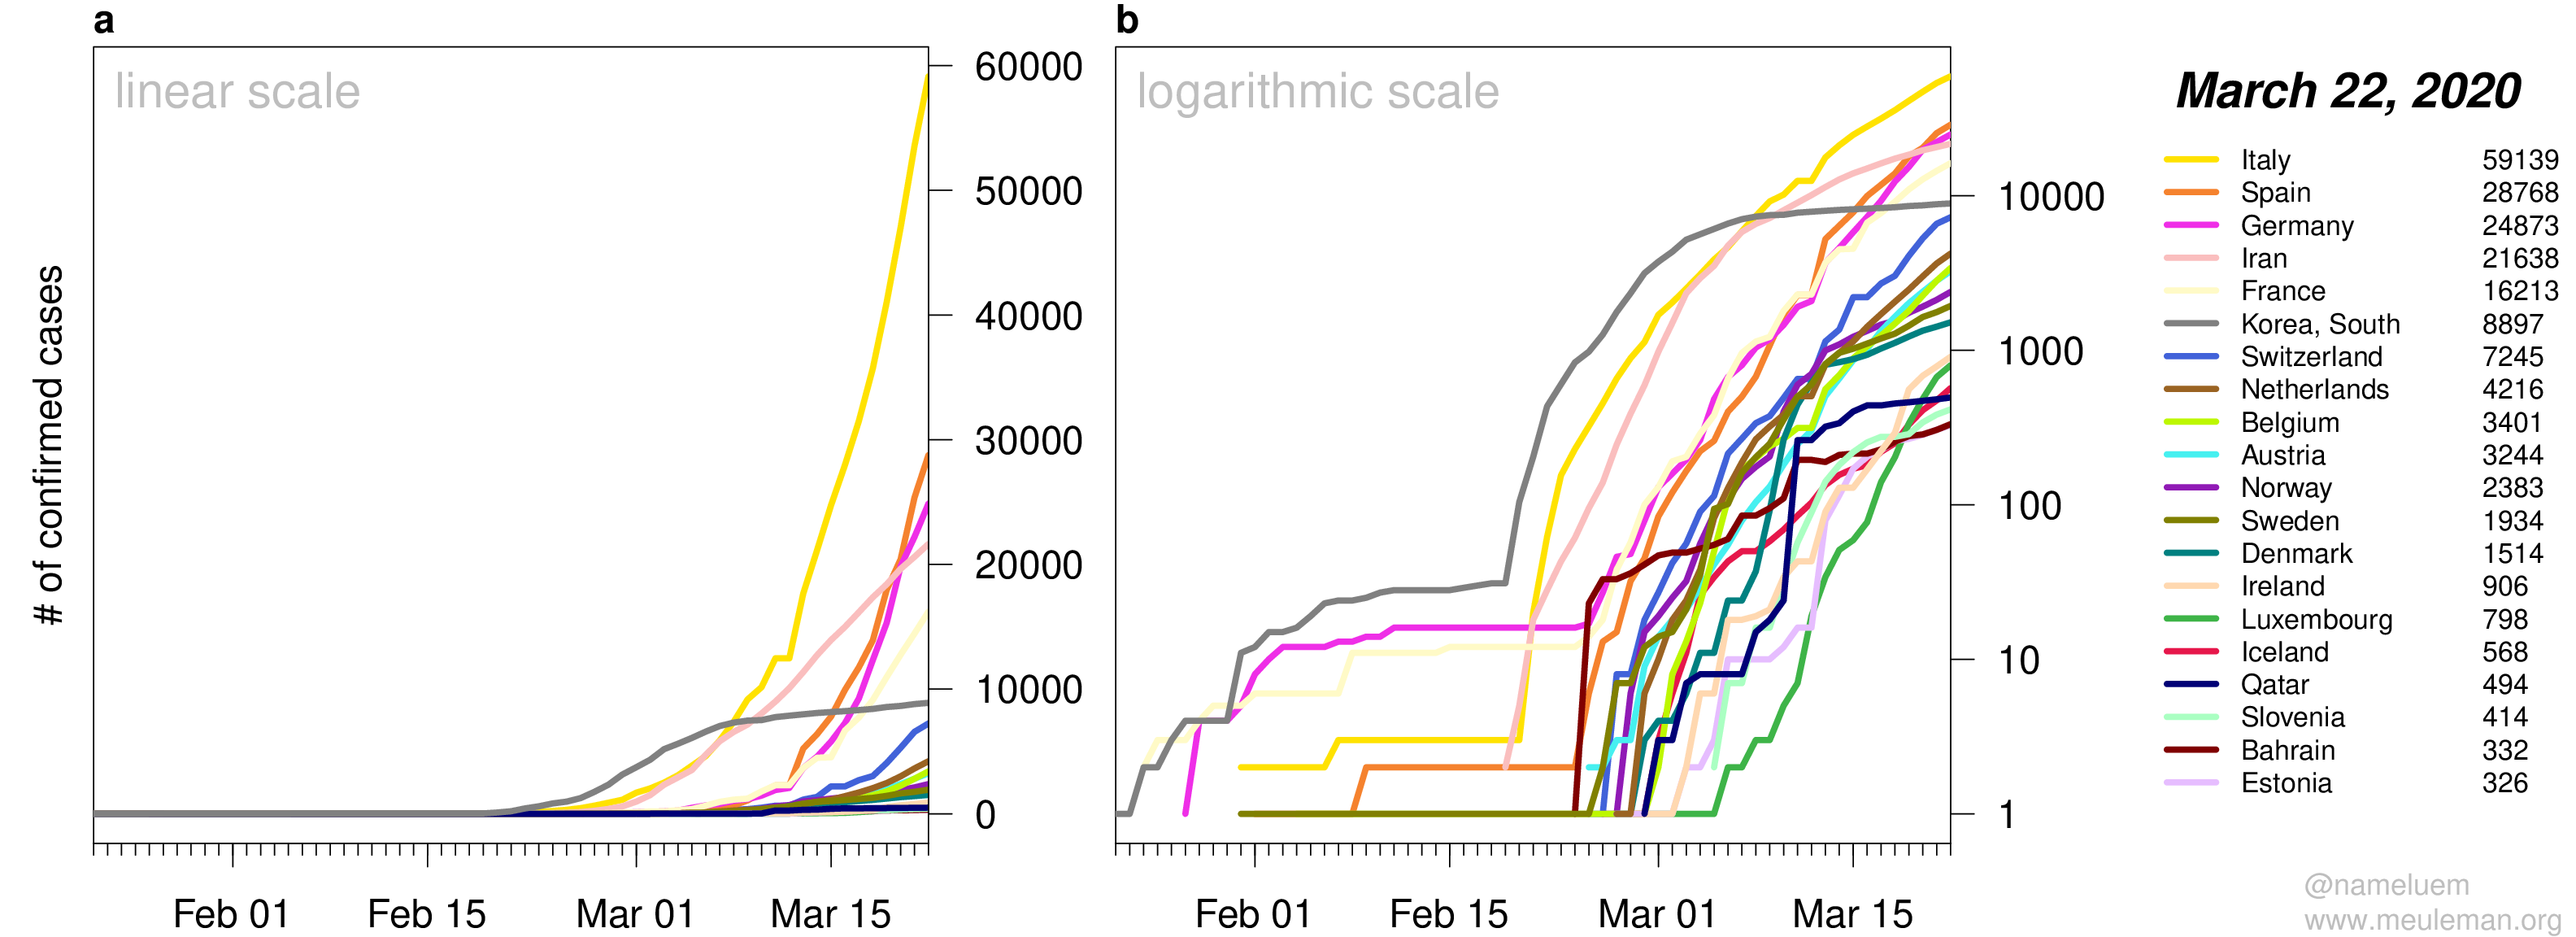 a
linear scale
# of confirmed cases
60000
50000
40000
30000
20000
10000
0
Feb 01 Feb 15 Mar 01 Mar 15
b
logarithmic scale
10000
1000
100
10
1
Feb 01 Feb 15 Mar 01 Mar 15
March 22, 2020
Italy 59139
Spain 28768
Germany 24873
Iran 21638
France 16213
Korea, South 8897
Switzerland 7245
Netherlands 4216
Belgium 3401
Austria 3244
Norway 2383
Sweden 1934
Denmark 1514
Ireland 906
Luxembourg 798
Iceland 568
Qatar 494
Slovenia 414
Bahrain 332
Estonia 326
@nameluem
www.meuleman.org